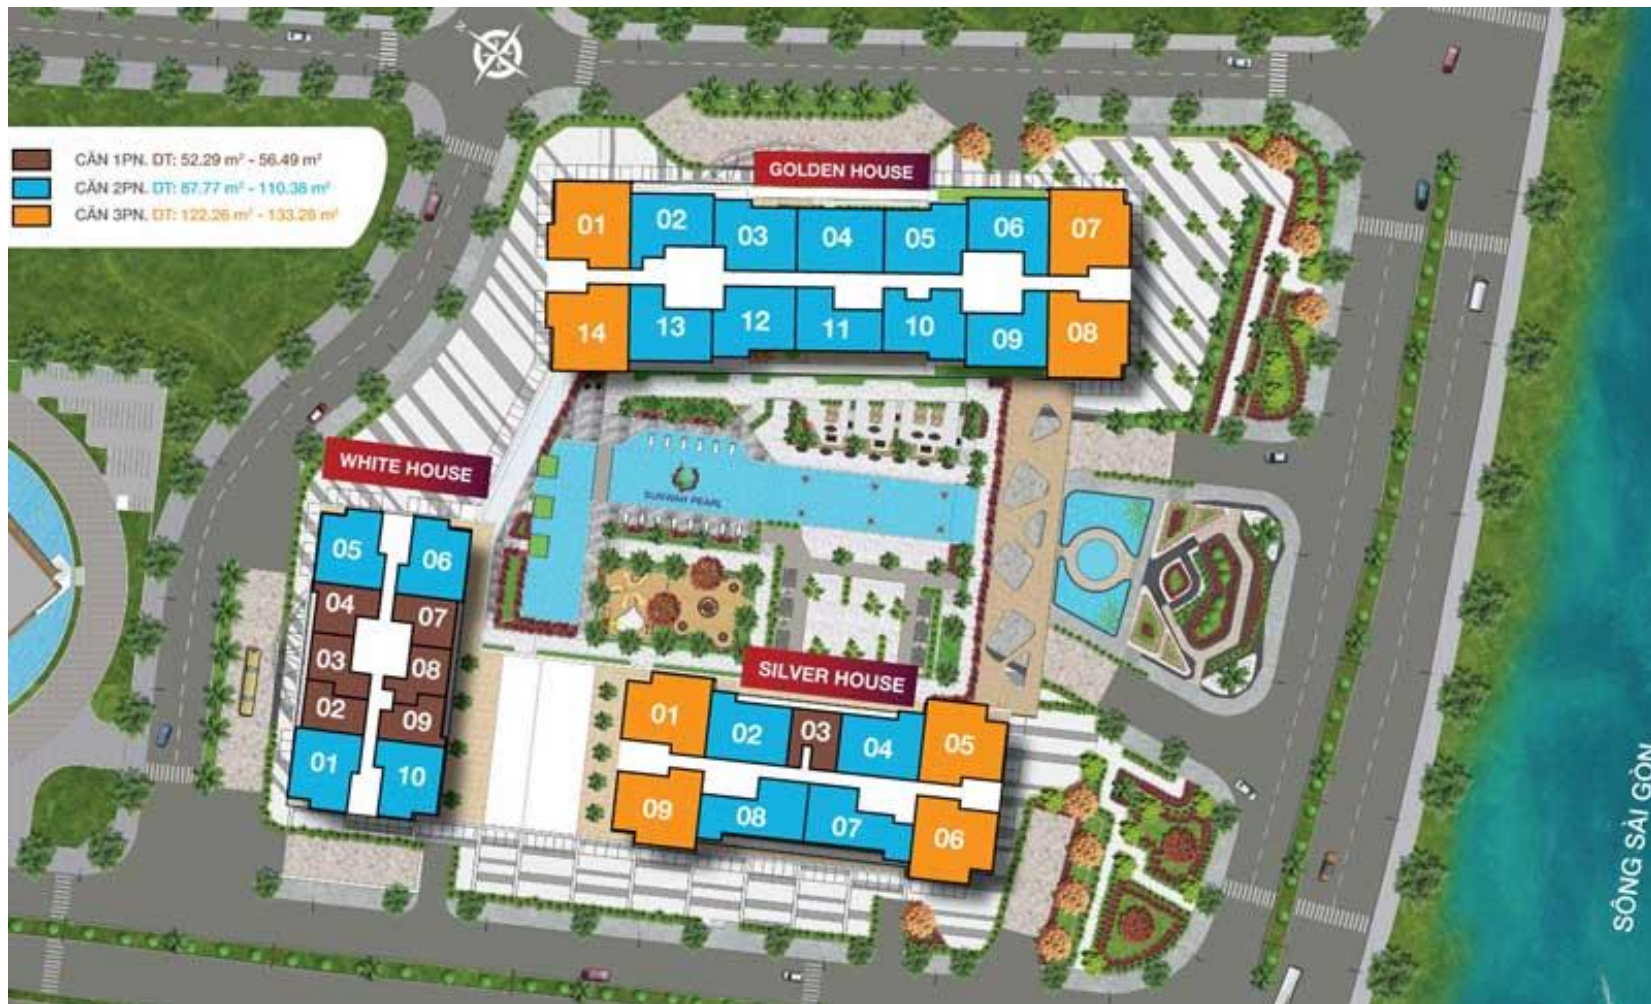 N
CĂN 1PN. DT: 52.29 m² - 56.49 m²
CĂN 2PN. DT: 87.77 m² - 110.38 m²
CĂN 3PN. DT: 122.26 m² - 133.28 m²
GOLDEN HOUSE
01 02 03 04 05 06 07
14 13 12 11 10 09 08
WHITE HOUSE
05 06
04 07
03 08
02 09
01 10
SUNWAH PEARL
SILVER HOUSE
01 02 03 04 05
09 08 07 06
SÔNG SÀI GÒN